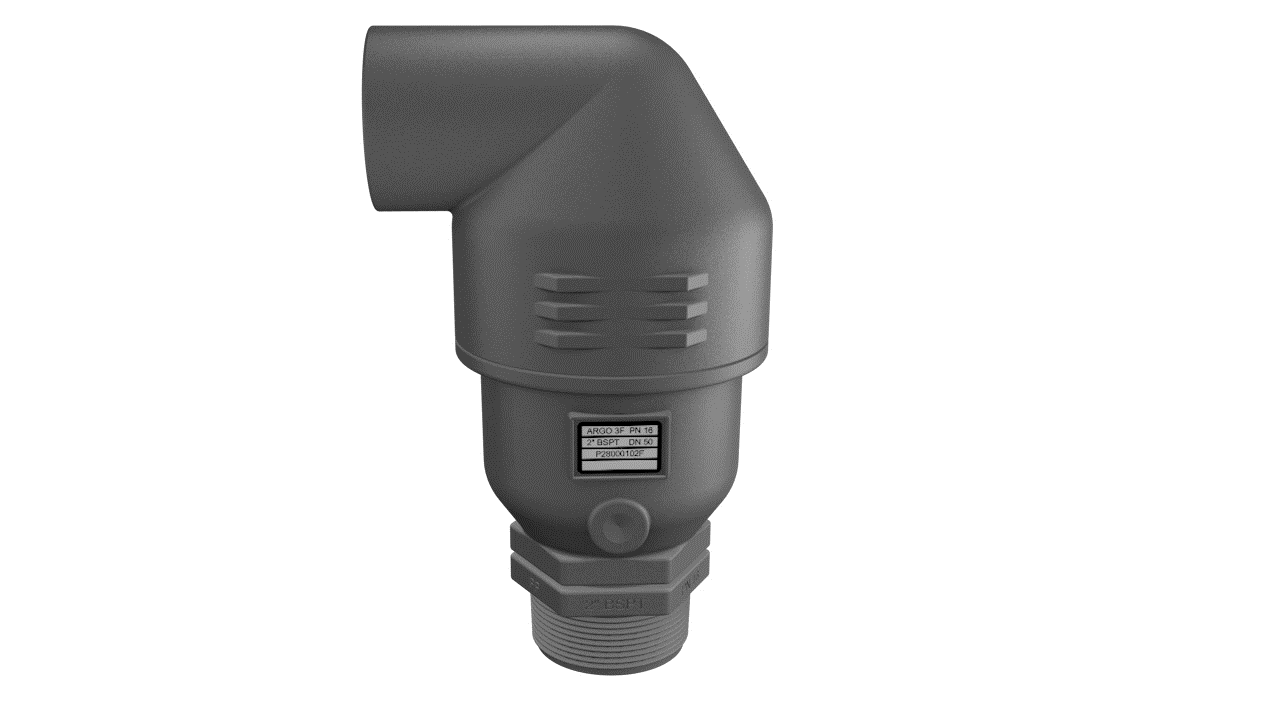 ARGO 3F PN 16
2" BSPT DN 50
P28000102F
2" BSPT